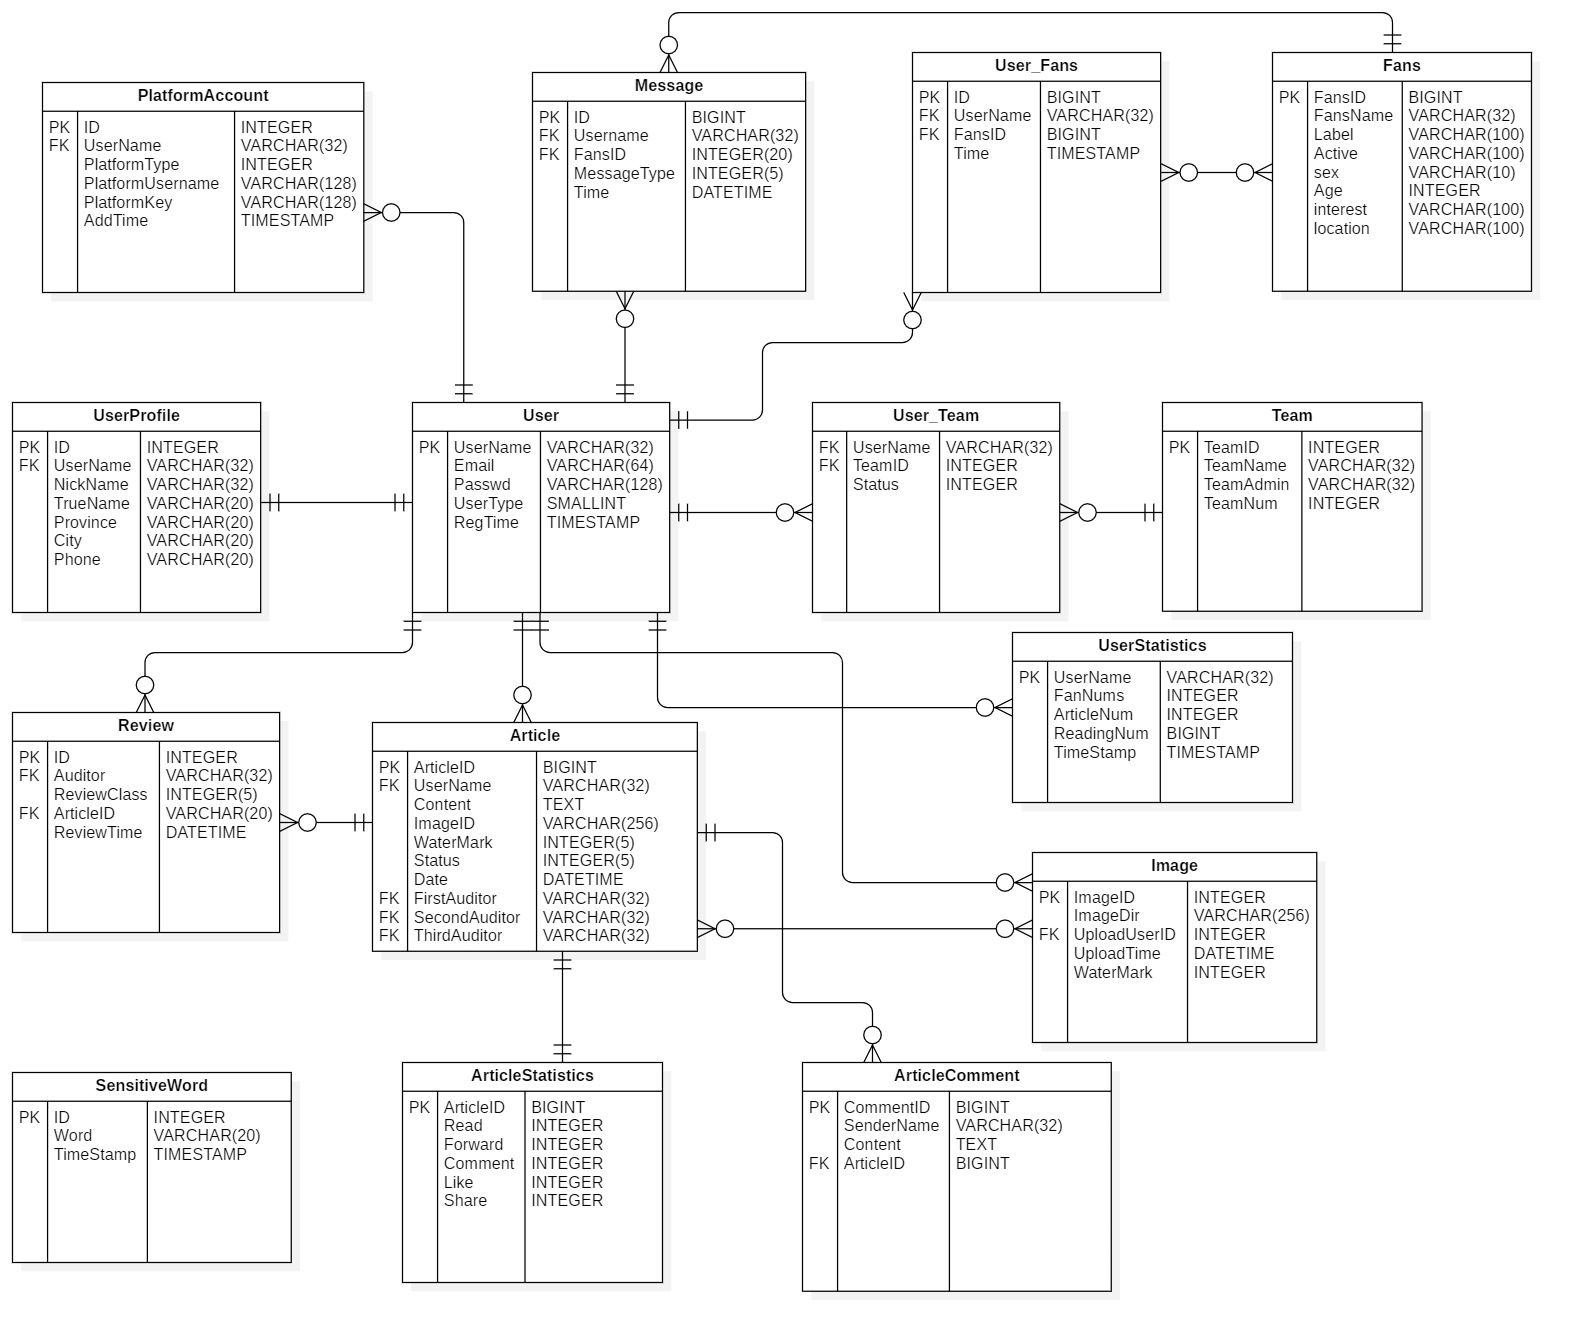 PlatformAccount
PK ID INTEGER
FK UserName VARCHAR(32)
PlatformType INTEGER
PlatformUsername VARCHAR(128)
PlatformKey VARCHAR(128)
AddTime TIMESTAMP
Message
PK ID BIGINT
FK Username VARCHAR(32)
FK FansID INTEGER(20)
MessageType INTEGER(5)
Time DATETIME
User_Fans
PK ID BIGINT
FK UserName VARCHAR(32)
FK FansID BIGINT
Time TIMESTAMP
Fans
PK FansID BIGINT
FansName VARCHAR(32)
Label VARCHAR(100)
Active VARCHAR(100)
sex VARCHAR(10)
Age INTEGER
interest VARCHAR(100)
location VARCHAR(100)
UserProfile
PK ID INTEGER
FK UserName VARCHAR(32)
NickName VARCHAR(32)
TrueName VARCHAR(20)
Province VARCHAR(20)
City VARCHAR(20)
Phone VARCHAR(20)
User
PK UserName VARCHAR(32)
Email VARCHAR(64)
Passwd VARCHAR(128)
UserType SMALLINT
RegTime TIMESTAMP
User_Team
FK UserName VARCHAR(32)
FK TeamID INTEGER
Status INTEGER
Team
PK TeamID INTEGER
TeamName VARCHAR(32)
TeamAdmin VARCHAR(32)
TeamNum INTEGER
UserStatistics
PK UserName VARCHAR(32)
FanNums INTEGER
ArticleNum INTEGER
ReadingNum BIGINT
TimeStamp TIMESTAMP
Review
PK ID INTEGER
FK Auditor VARCHAR(32)
ReviewClass INTEGER(5)
FK ArticleID VARCHAR(20)
ReviewTime DATETIME
Article
PK ArticleID BIGINT
FK UserName VARCHAR(32)
Content TEXT
ImageID VARCHAR(256)
WaterMark INTEGER(5)
Status INTEGER(5)
Date DATETIME
FK FirstAuditor VARCHAR(32)
FK SecondAuditor VARCHAR(32)
FK ThirdAuditor VARCHAR(32)
Image
PK ImageID INTEGER
ImageDir VARCHAR(256)
FK UploadUserID INTEGER
UploadTime DATETIME
WaterMark INTEGER
SensitiveWord
PK ID INTEGER
Word VARCHAR(20)
TimeStamp TIMESTAMP
ArticleStatistics
PK ArticleID BIGINT
Read INTEGER
Forward INTEGER
Comment INTEGER
Like INTEGER
Share INTEGER
ArticleComment
PK CommentID BIGINT
SenderName VARCHAR(32)
Content TEXT
FK ArticleID BIGINT